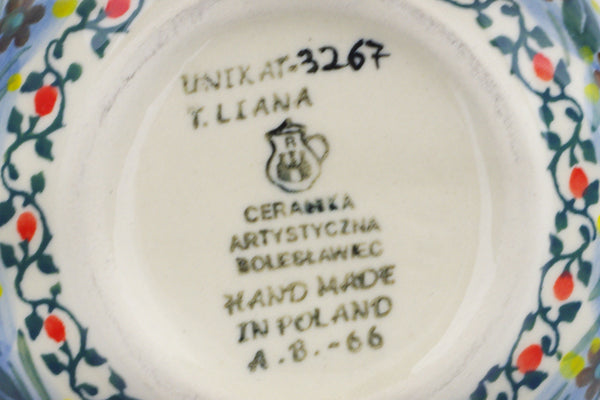 UNIKAT-3267
T. LIANA
R
CERAMIKA
ARTYSTYCZNA
BOLESŁAWIEC
HAND MADE
IN POLAND
A.B.-66